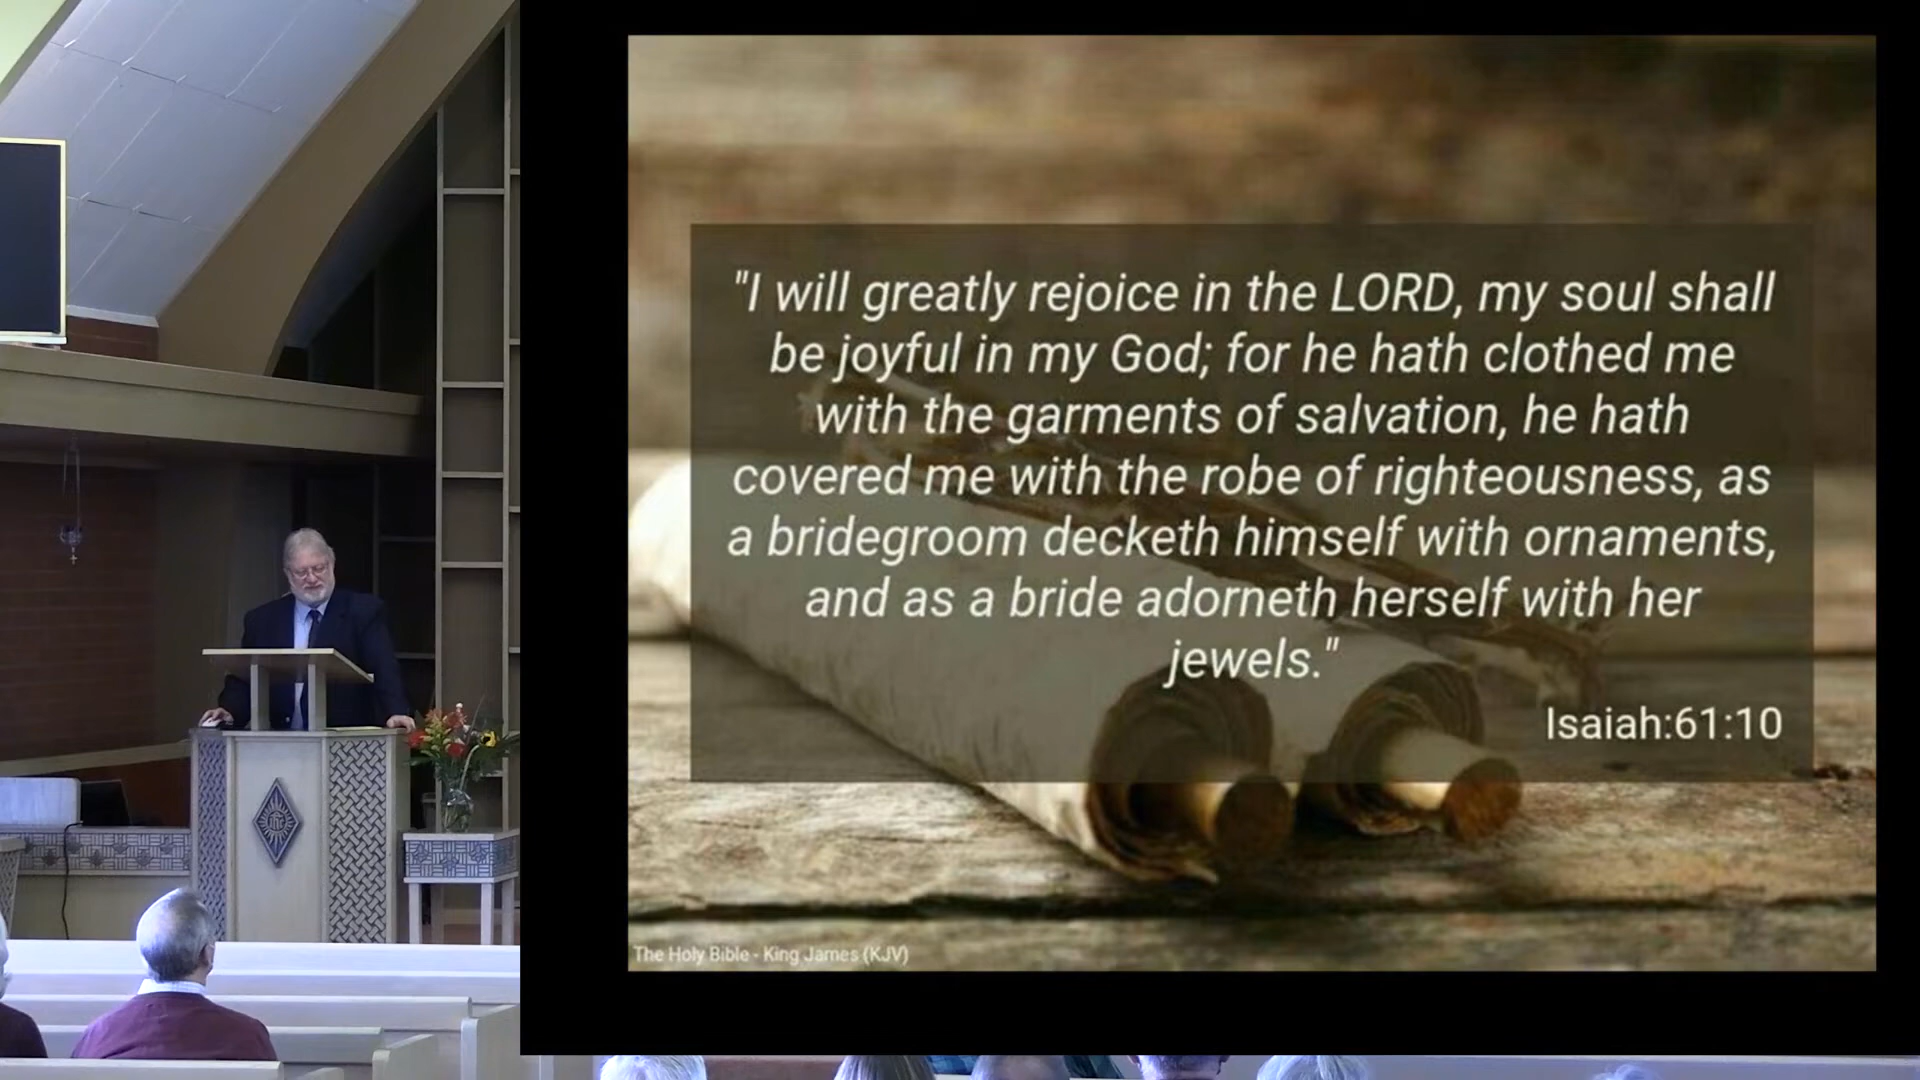 "I will greatly rejoice in the LORD, my soul shall
be joyful in my God; for he hath clothed me
with the garments of salvation, he hath
covered me with the robe of righteousness, as
a bridegroom decketh himself with ornaments,
and as a bride adorneth herself with her
jewels."
Isaiah:61:10
The Holy Bible - King James (KJV)